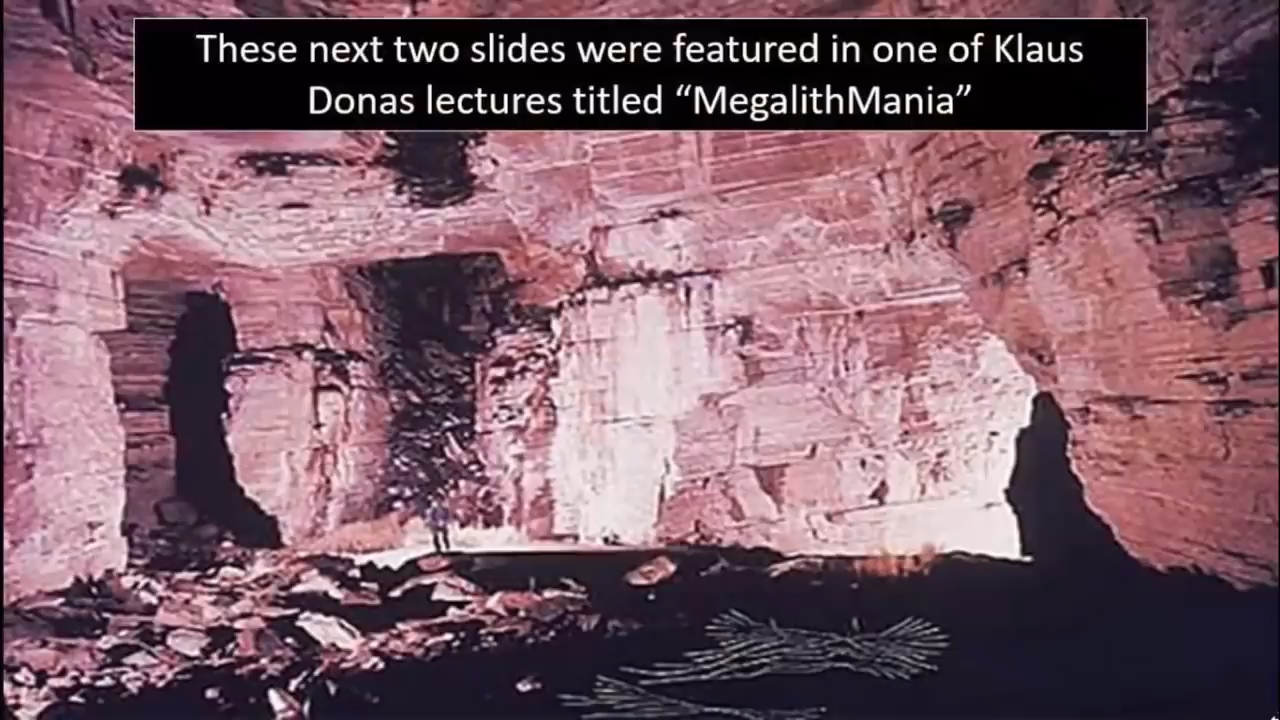 These next two slides were featured in one of Klaus
Donas lectures titled “MegalithMania”